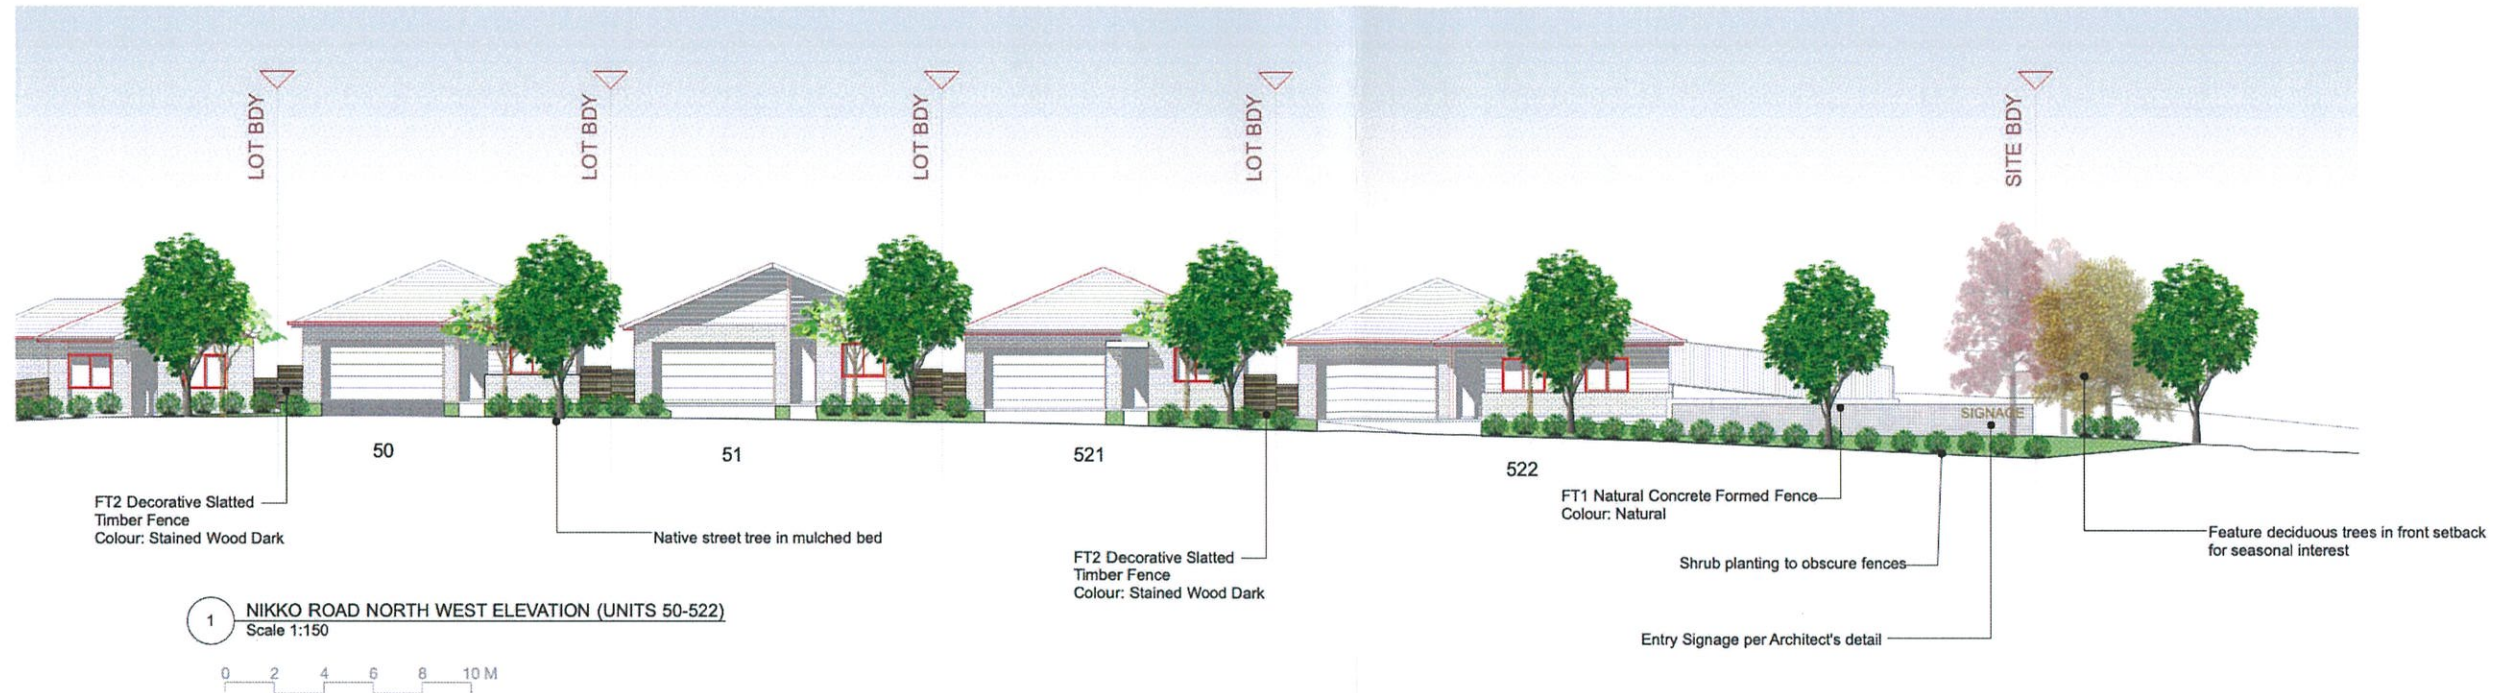 LOT BDY
LOT BDY
LOT BDY
LOT BDY
SITE BDY
SIGNAGE
50
51
521
522
FT2 Decorative Slatted
Timber Fence
Colour: Stained Wood Dark
Native street tree in mulched bed
FT2 Decorative Slatted
Timber Fence
Colour: Stained Wood Dark
FT1 Natural Concrete Formed Fence
Colour: Natural
Shrub planting to obscure fences
Entry Signage per Architect's detail
Feature deciduous trees in front setback
for seasonal interest
1
NIKKO ROAD NORTH WEST ELEVATION (UNITS 50-522)
Scale 1:150
0 2 4 6 8 10 M